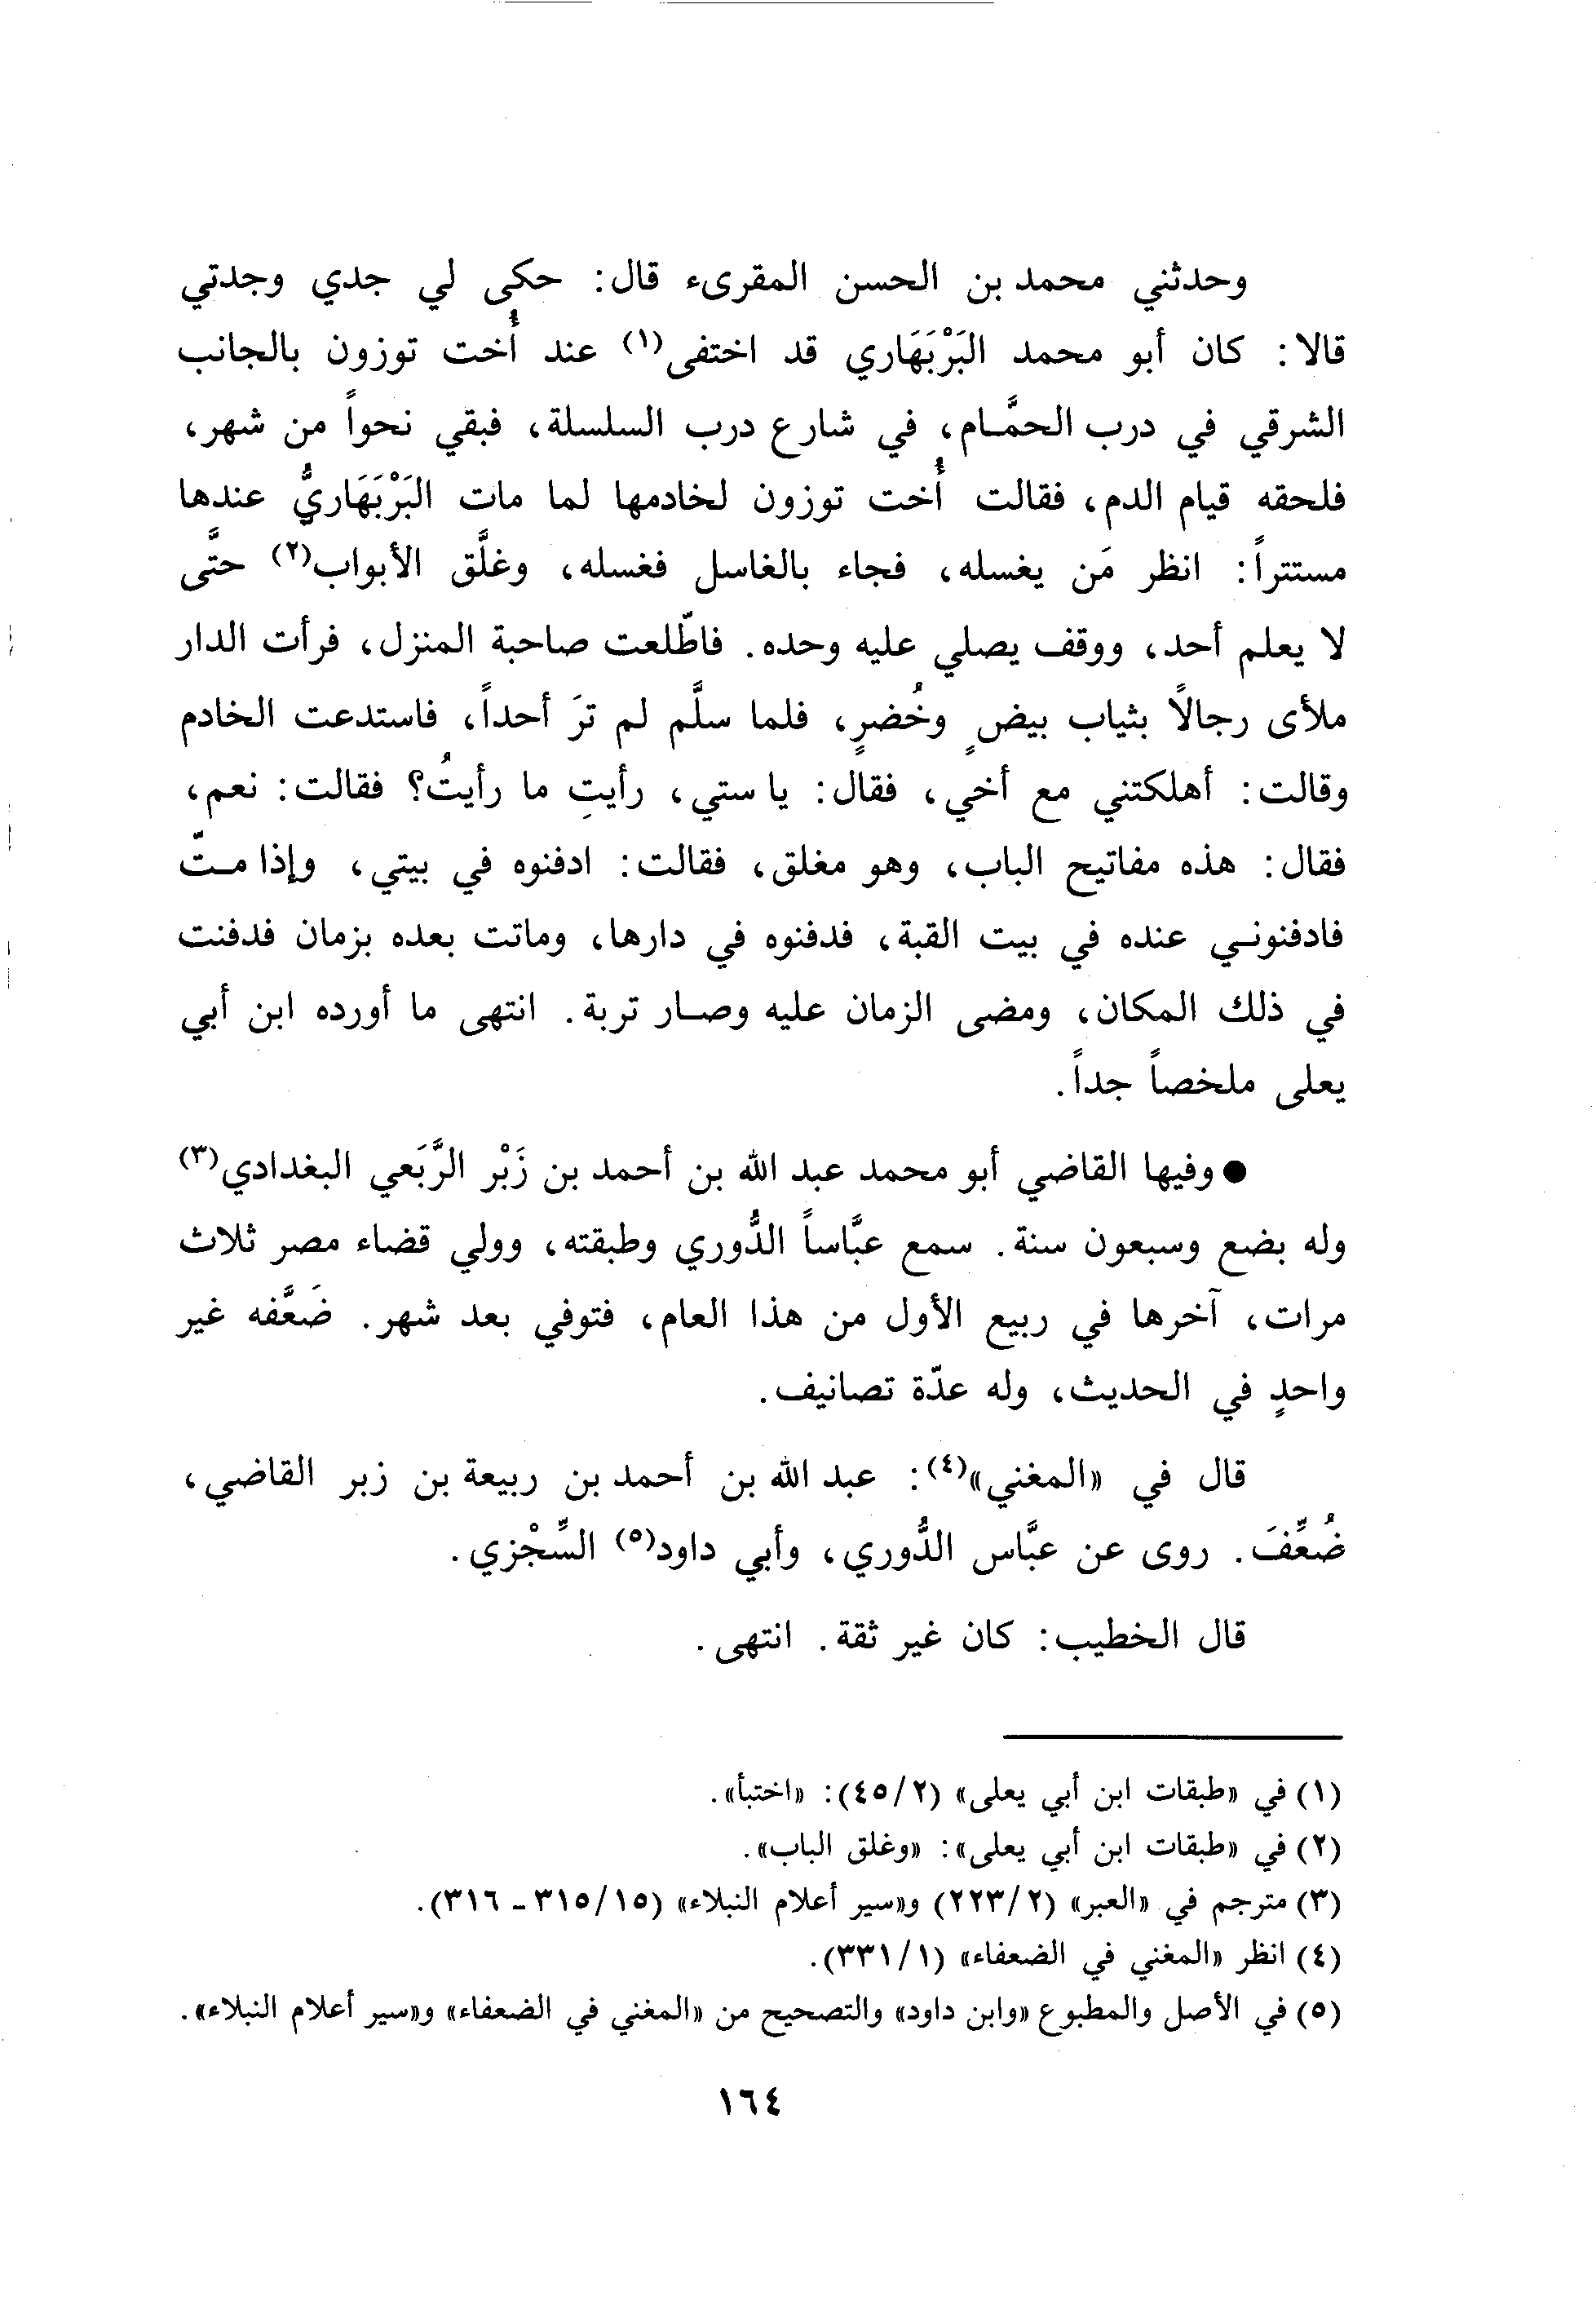 وحدثني محمد بن الحسن المقرىء قال: حكى لي جدي وجدتي
قالا: كان أبو محمد البَرْبَهَاري قد اختفى(١) عند أُخت توزون بالجانب
الشرقي في درب الحمَّـام، في شارع درب السلسلة، فبقي نحواً من شهر،
فلحقه قيام الدم، فقالت أُخت توزون لخادمها لما مات البَرْبَهَاريُّ عندها
مستتراً: انظر مَن يغسله، فجاء بالغاسل فغسله، وغلَّق الأبواب(٢) حتَّى
لا يعلم أحد، ووقف يصلي عليه وحده. فاطّلعت صاحبة المنزل، فرأت الدار
ملأى رجالًا بثياب بيضٍ وخُضرٍ، فلما سلَّم لم ترَ أحداً، فاستدعت الخادم
وقالت: أهلكتني مع أخي، فقال: يا ستي، رأيتِ ما رأيتُ؟ فقالت: نعم،
فقال: هذه مفاتيح الباب، وهو مغلق، فقالت: ادفنوه في بيتي، وإذا مـتّ
فادفنونـي عنده في بيت القبة، فدفنوه في دارها، وماتت بعده بزمان فدفنت
في ذلك المكان، ومضى الزمان عليه وصـار تربة. انتهى ما أورده ابن أبي
يعلى ملخصاً جداً.
● وفيها القاضي أبو محمد عبد الله بن أحمد بن زَبْر الرَّبَعي البغدادي(٣)
وله بضع وسبعون سنة. سمع عبَّاساً الدُّوري وطبقته، وولي قضاء مصر ثلاث
مرات، آخرها في ربيع الأول من هذا العام، فتوفي بعد شهر. ضَعَّفه غير
واحدٍ في الحديث، وله عدّة تصانيف.
قال في «المغني»(٤): عبد الله بن أحمد بن ربيعة بن زبر القاضي،
ضُعِّفَ. روى عن عبَّاس الدُّوري، وأبي داود(٥) السِّجْزي.
قال الخطيب: كان غير ثقة. انتهى.
(١) في «طبقات ابن أبي يعلى» (٤٥/٢): «اختبأ».
(٢) في «طبقات ابن أبي يعلى»: «وغلق الباب».
(٣) مترجم في «العبر» (٢٢٣/٢) و«سير أعلام النبلاء» (٣١٥/١٥ - ٣١٦).
(٤) انظر «المغني في الضعفاء» (٣٣١/١).
(٥) في الأصل والمطبوع «وابن داود» والتصحيح من «المغني في الضعفاء» و«سير أعلام النبلاء».
١٦٤